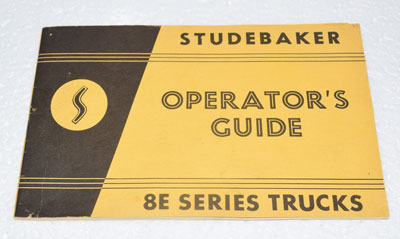 STUDEBAKER
S
OPERATOR'S
GUIDE
8E SERIES TRUCKS